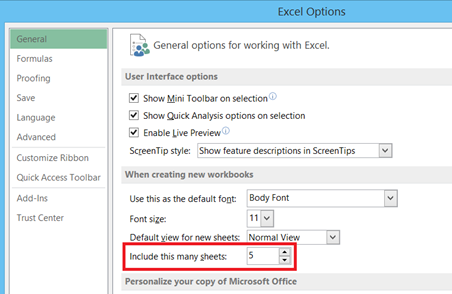 Excel Options
General
Formulas
Proofing
Save
Language
Advanced
Customize Ribbon
Quick Access Toolbar
Add-Ins
Trust Center
General options for working with Excel.
User Interface options
Show Mini Toolbar on selection
Show Quick Analysis options on selection
Enable Live Preview
ScreenTip style: Show feature descriptions in ScreenTips
When creating new workbooks
Use this as the default font: Body Font
Font size: 11
Default view for new sheets: Normal View
Include this many sheets: 5
Personalize your copy of Microsoft Office